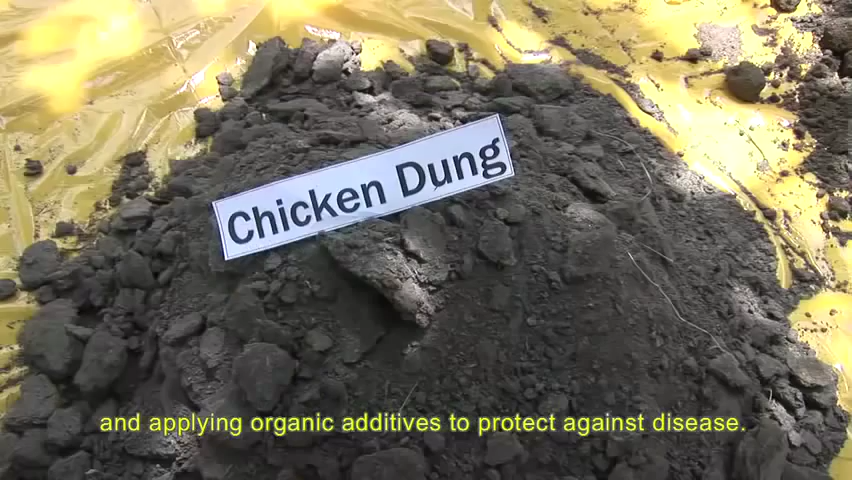 Chicken Dung
and applying organic additives to protect against disease.